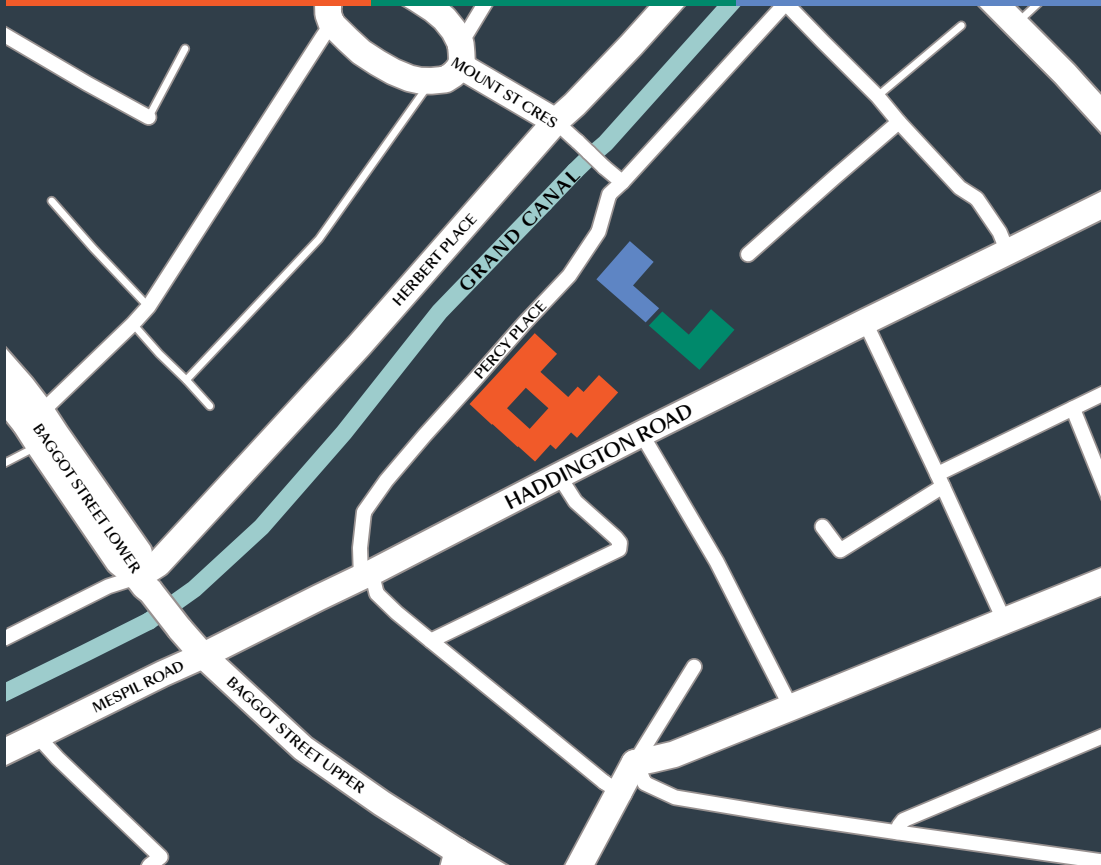 MOUNT ST CRES
GRAND CANAL
HERBERT PLACE
PERCY PLACE
HADDINGTON ROAD
BAGGOT STREET LOWER
MESPIL ROAD
BAGGOT STREET UPPER